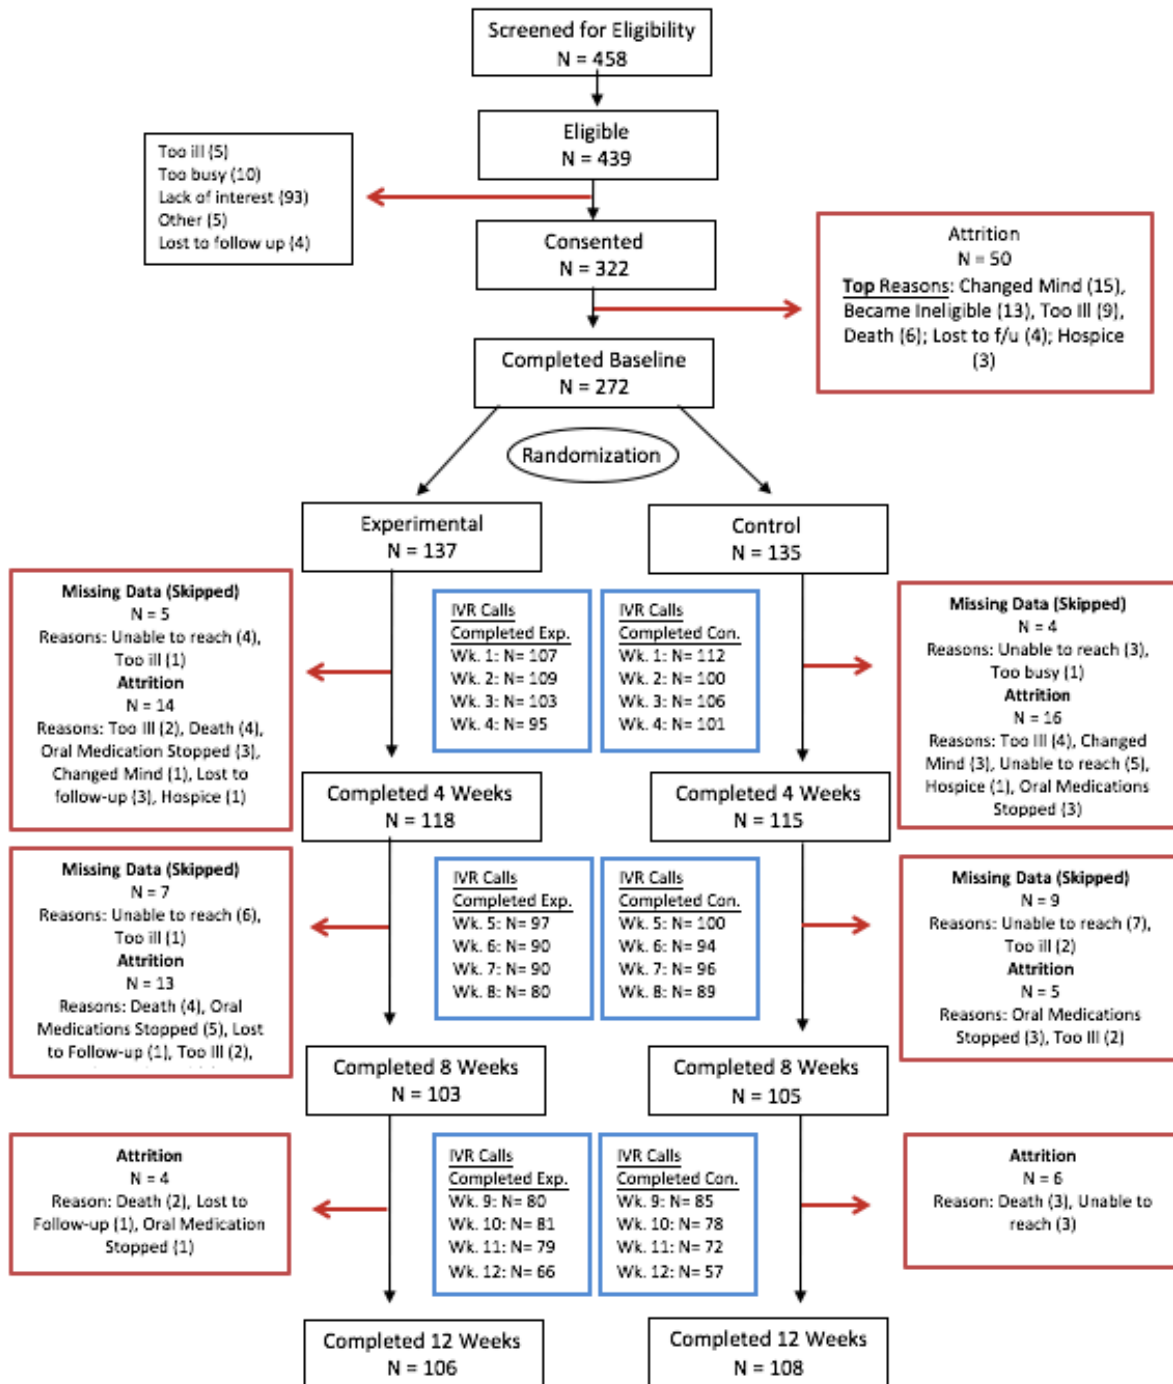 Screened for Eligibility
N = 458
Eligible
N = 439
Too ill (5)
Too busy (10)
Lack of interest (93)
Other (5)
Lost to follow up (4)
Consented
N = 322
Attrition
N = 50
Top Reasons: Changed Mind (15),
Became Ineligible (13), Too Ill (9),
Death (6); Lost to f/u (4); Hospice
(3)
Completed Baseline
N = 272
Randomization
Experimental
N = 137
Control
N = 135
Missing Data (Skipped)
N = 5
Reasons: Unable to reach (4),
Too ill (1)
Attrition
N = 14
Reasons: Too Ill (2), Death (4),
Oral Medication Stopped (3),
Changed Mind (1), Lost to
follow-up (3), Hospice (1)
IVR Calls
Completed Exp.
Wk. 1: N= 107
Wk. 2: N= 109
Wk. 3: N= 103
Wk. 4: N= 95
IVR Calls
Completed Con.
Wk. 1: N= 112
Wk. 2: N= 100
Wk. 3: N= 106
Wk. 4: N= 101
Missing Data (Skipped)
N = 4
Reasons: Unable to reach (3),
Too busy (1)
Attrition
N = 16
Reasons: Too Ill (4), Changed
Mind (3), Unable to reach (5),
Hospice (1), Oral Medications
Stopped (3)
Completed 4 Weeks
N = 118
Completed 4 Weeks
N = 115
Missing Data (Skipped)
N = 7
Reasons: Unable to reach (6),
Too ill (1)
Attrition
N = 13
Reasons: Death (4), Oral
Medications Stopped (5), Lost
to Follow-up (1), Too Ill (2),
IVR Calls
Completed Exp.
Wk. 5: N= 97
Wk. 6: N= 90
Wk. 7: N= 90
Wk. 8: N= 80
IVR Calls
Completed Con.
Wk. 5: N= 100
Wk. 6: N= 94
Wk. 7: N= 96
Wk. 8: N= 89
Missing Data (Skipped)
N = 9
Reasons: Unable to reach (7),
Too ill (2)
Attrition
N = 5
Reasons: Oral Medications
Stopped (3), Too Ill (2)
Completed 8 Weeks
N = 103
Completed 8 Weeks
N = 105
Attrition
N = 4
Reason: Death (2), Lost to
Follow-up (1), Oral Medication
Stopped (1)
IVR Calls
Completed Exp.
Wk. 9: N= 80
Wk. 10: N= 81
Wk. 11: N= 79
Wk. 12: N= 66
IVR Calls
Completed Con.
Wk. 9: N= 85
Wk. 10: N= 78
Wk. 11: N= 72
Wk. 12: N= 57
Attrition
N = 6
Reason: Death (3), Unable to
reach (3)
Completed 12 Weeks
N = 106
Completed 12 Weeks
N = 108